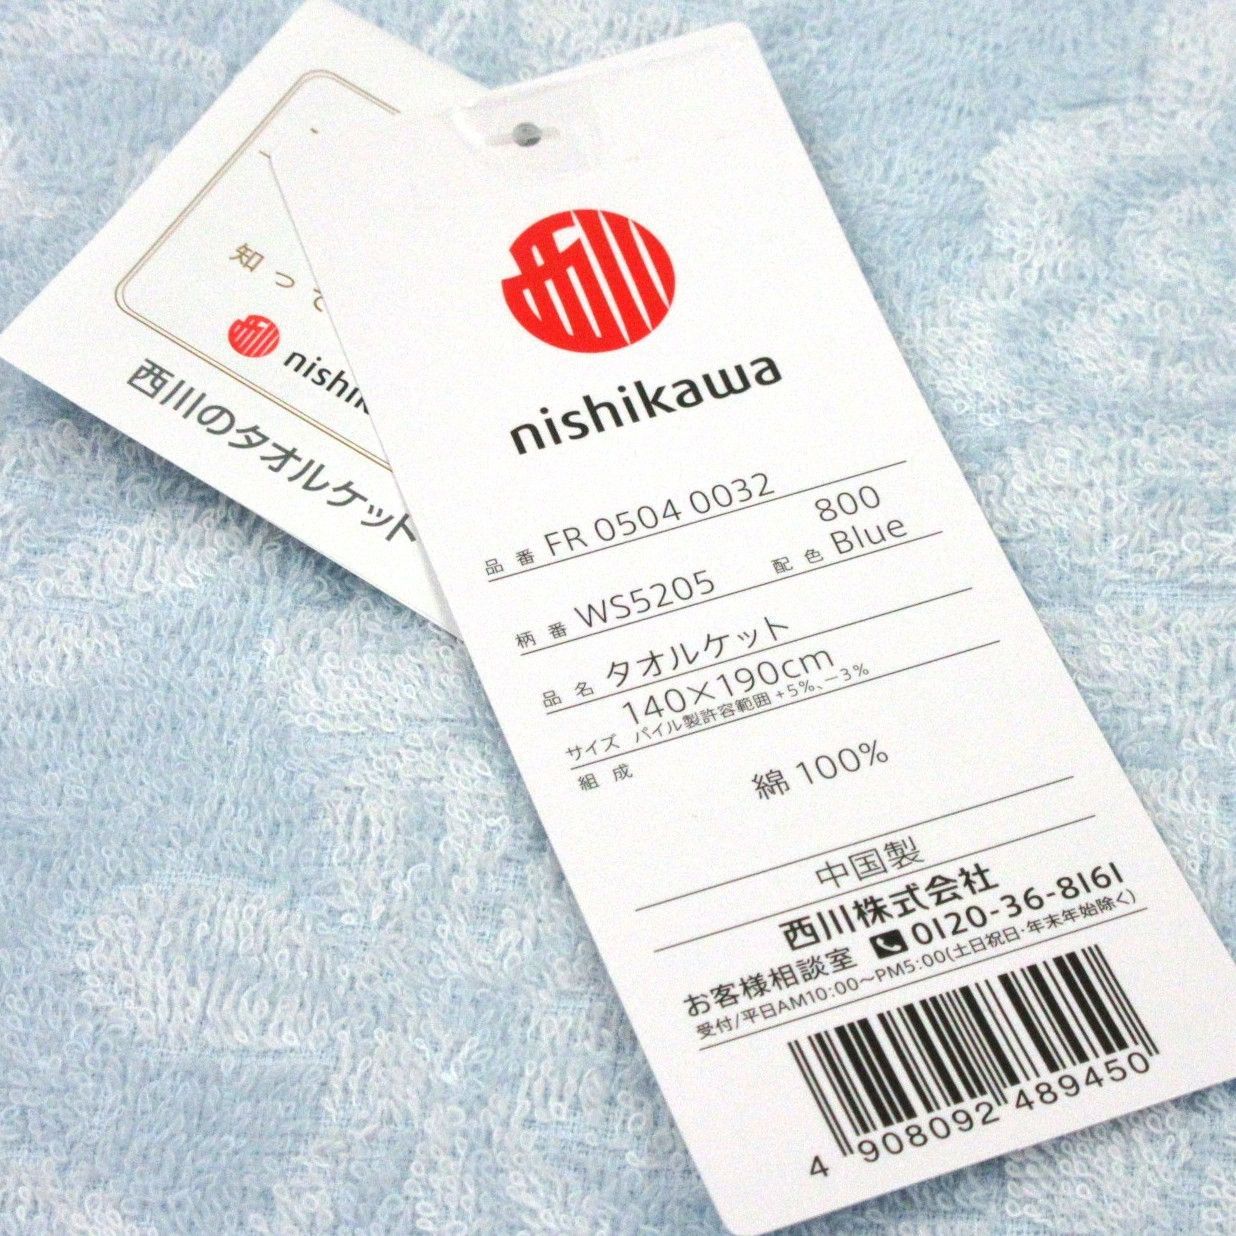 知って
nishik
西川のタオルケット
西川
nishikawa
品番 FR 0504 0032
柄番 WS5205 配色 800 Blue
品名 タオルケット
サイズ 140×190cm
パイル製許容範囲 +5%、−3%
組成
綿 100%
中国製
西川株式会社
お客様相談室 0120-36-8161
受付/平日AM10:00〜PM5:00(土日祝日·年末年始除く)
4 908092 489450